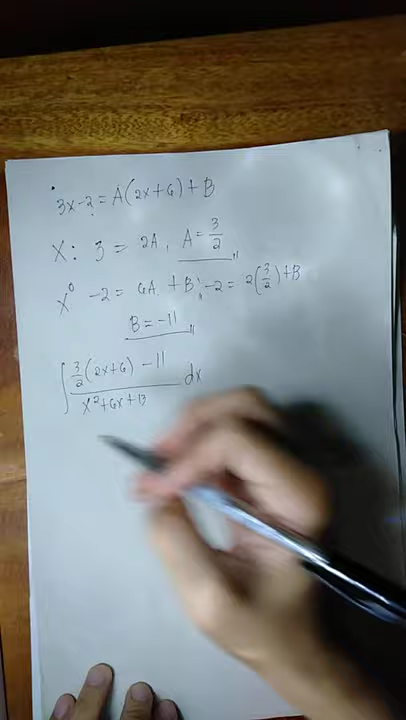 3x-2 = A(2x+6)+B
X: 3 = 2A, A = 3/2 "
x⁰ -2 = 6A + B; -2 = 2(3/2)+B
B = -11 "
∫ (3/2 (2x+6) - 11)/(x²+6x+13) dx